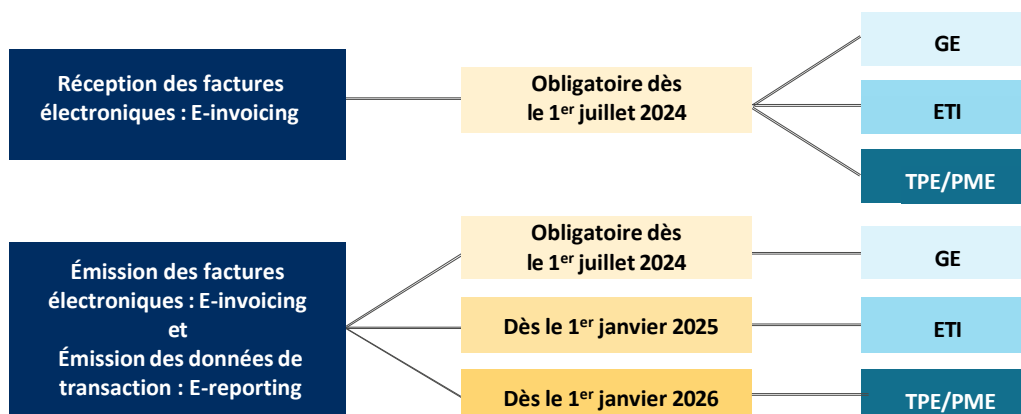 Réception des factures
électroniques : E-invoicing
Obligatoire dès
le 1er juillet 2024
GE
ETI
TPE/PME
Émission des factures
électroniques : E-invoicing
et
Émission des données de
transaction : E-reporting
Obligatoire dès
le 1er juillet 2024
GE
Dès le 1er janvier 2025
ETI
Dès le 1er janvier 2026
TPE/PME